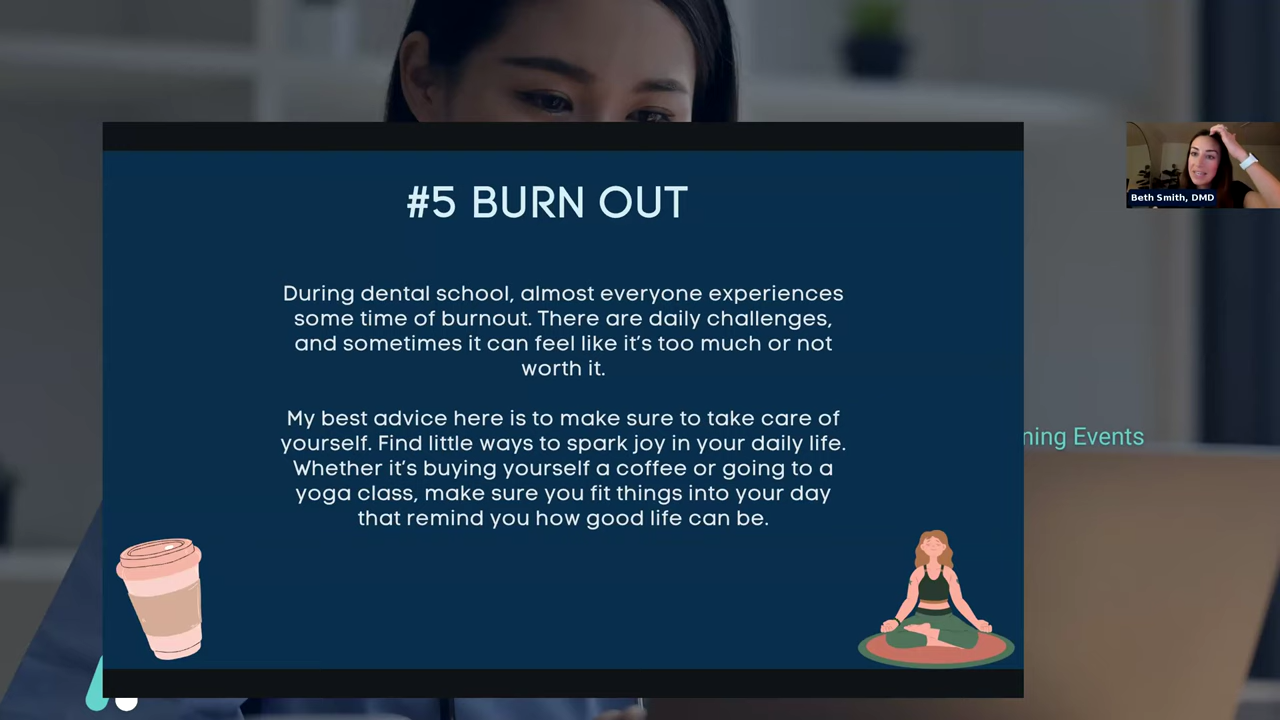 #5 BURN OUT
During dental school, almost everyone experiences
some time of burnout. There are daily challenges,
and sometimes it can feel like it's too much or not
worth it.
My best advice here is to make sure to take care of
yourself. Find little ways to spark joy in your daily life.
Whether it's buying yourself a coffee or going to a
yoga class, make sure you fit things into your day
that remind you how good life can be.
Beth Smith, DMD
ning Events